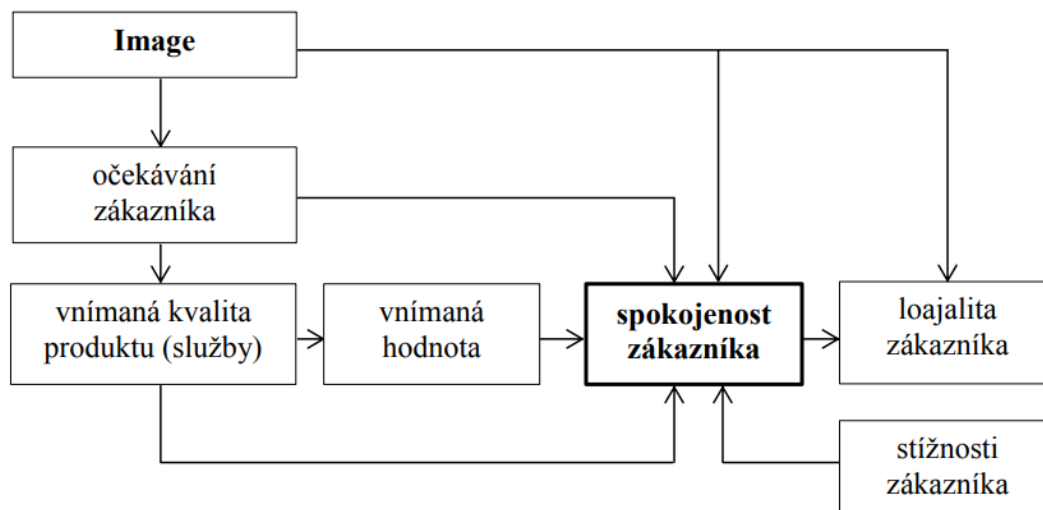 Image
očekávání
zákazníka
vnímaná kvalita
produktu (služby)
vnímaná
hodnota
spokojenost
zákazníka
loajalita
zákazníka
stížnosti
zákazníka